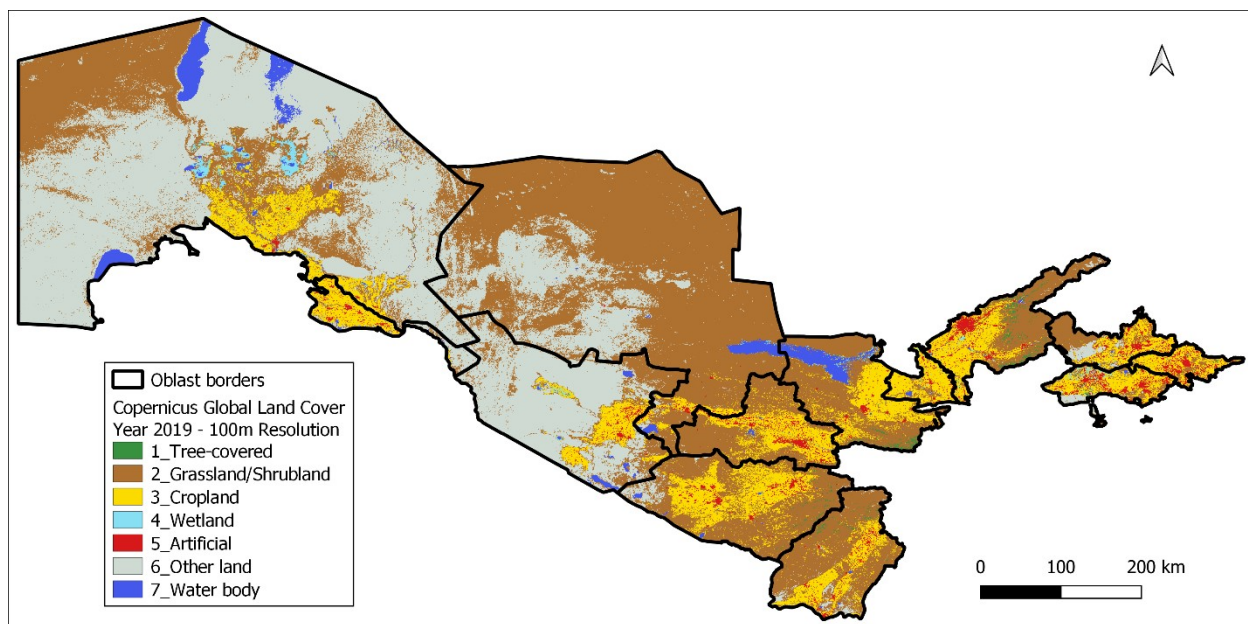 Oblast borders
Copernicus Global Land Cover
Year 2019 - 100m Resolution
1_Tree-covered
2_Grassland/Shrubland
3_Cropland
4_Wetland
5_Artificial
6_Other land
7_Water body
0 100 200 km